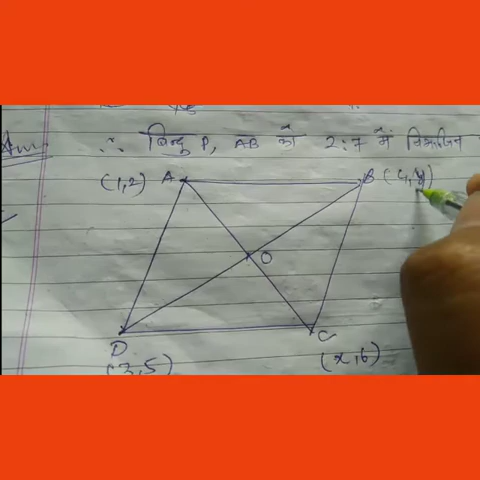 Ans.
∴ बिन्दु P, AB को 2:7 में विभाजित
(1,2) A B (4,y)
O
D C
(3,5) (x,6)